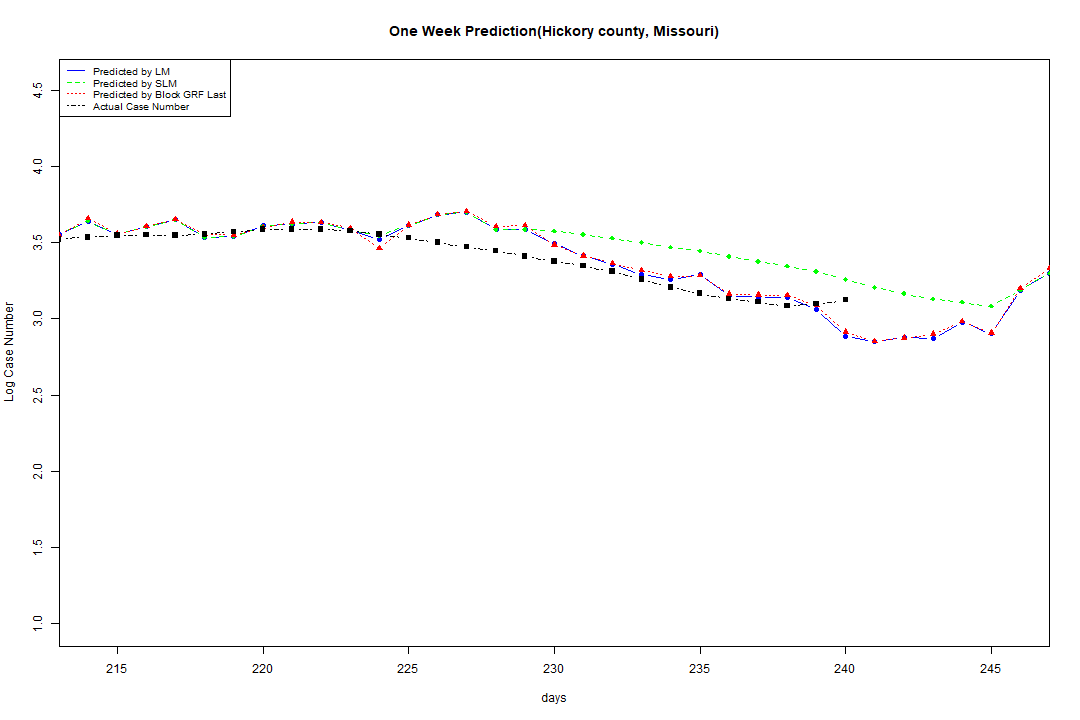 One Week Prediction(Hickory county, Missouri)
Predicted by LM
Predicted by SLM
Predicted by Block GRF Last
Actual Case Number
4.5
4.0
3.5
3.0
2.5
2.0
1.5
1.0
Log Case Number
215 220 225 230 235 240 245
days